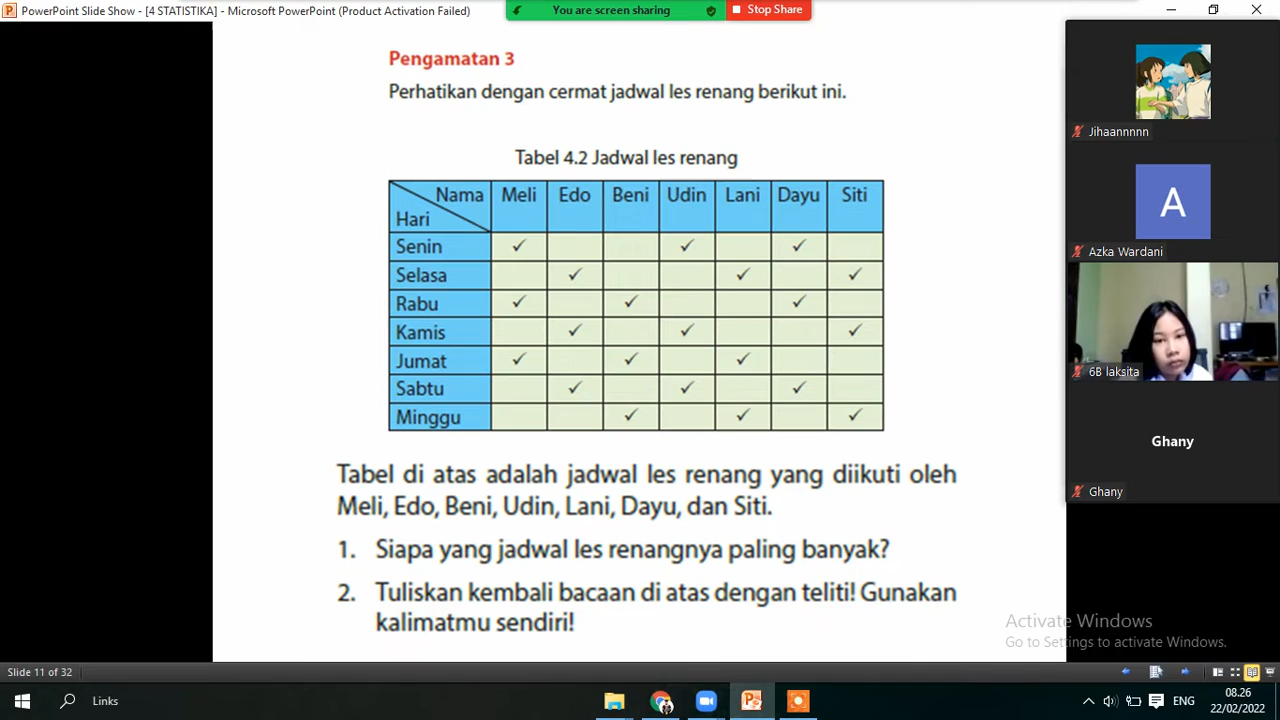 PowerPoint Slide Show - [4 STATISTIKA] - Microsoft PowerPoint (Product Activation Failed)
You are screen sharing
Stop Share
Pengamatan 3
Perhatikan dengan cermat jadwal les renang berikut ini.
Tabel 4.2 Jadwal les renang
Nama Meli Edo Beni Udin Lani Dayu Siti
Hari
Senin ✓ ✓ ✓
Selasa ✓ ✓ ✓
Rabu ✓ ✓ ✓
Kamis ✓ ✓ ✓
Jumat ✓ ✓ ✓
Sabtu ✓ ✓ ✓
Minggu ✓ ✓ ✓
Tabel di atas adalah jadwal les renang yang diikuti oleh
Meli, Edo, Beni, Udin, Lani, Dayu, dan Siti.
1. Siapa yang jadwal les renangnya paling banyak?
2. Tuliskan kembali bacaan di atas dengan teliti! Gunakan
kalimatmu sendiri!
Jihaannnnn
A
Azka Wardani
6B laksita
Ghany
Ghany
Activate Windows
Go to Settings to activate Windows.
Slide 11 of 32
Links
ENG
08.26
22/02/2022